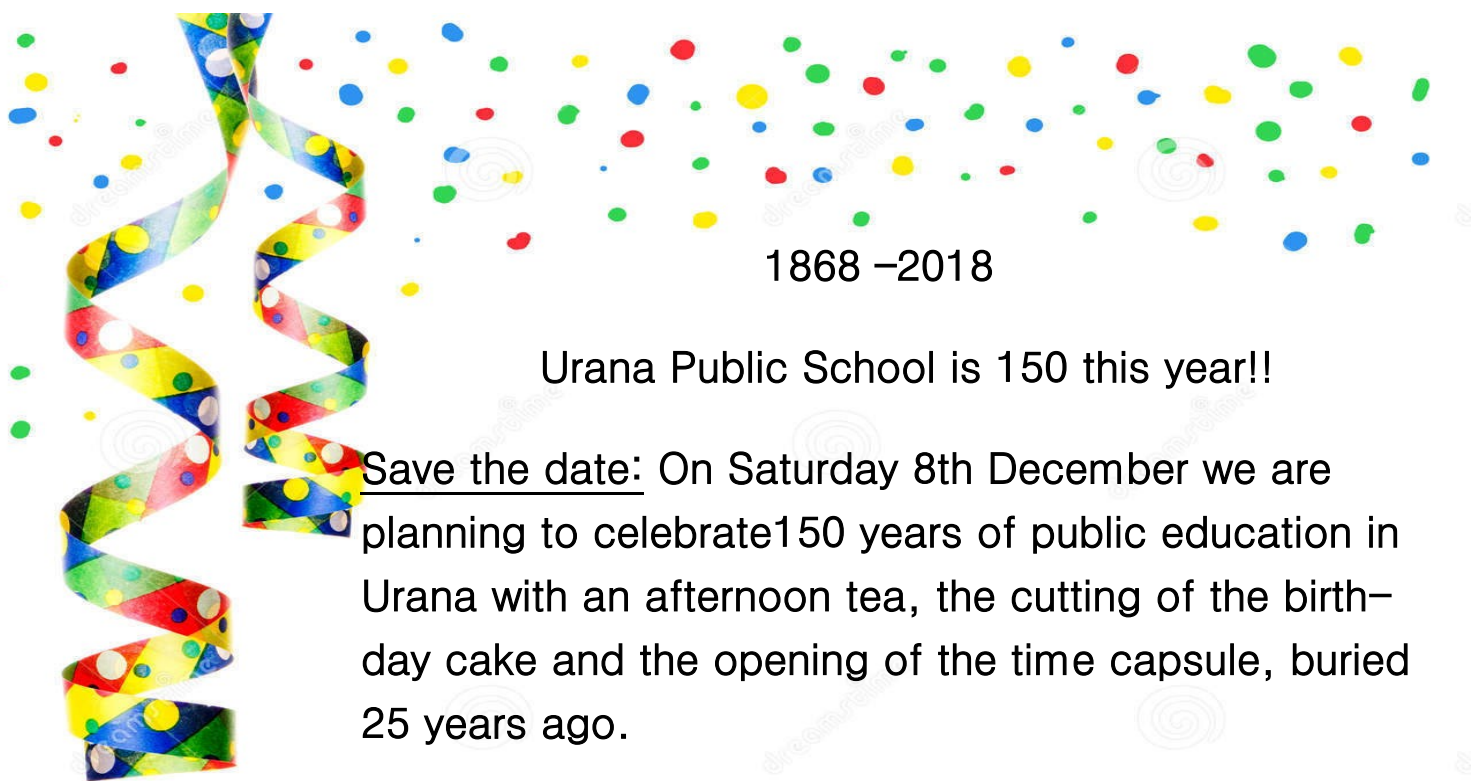 1868 –2018
Urana Public School is 150 this year!!
Save the date: On Saturday 8th December we are
planning to celebrate150 years of public education in
Urana with an afternoon tea, the cutting of the birth–
day cake and the opening of the time capsule, buried
25 years ago.